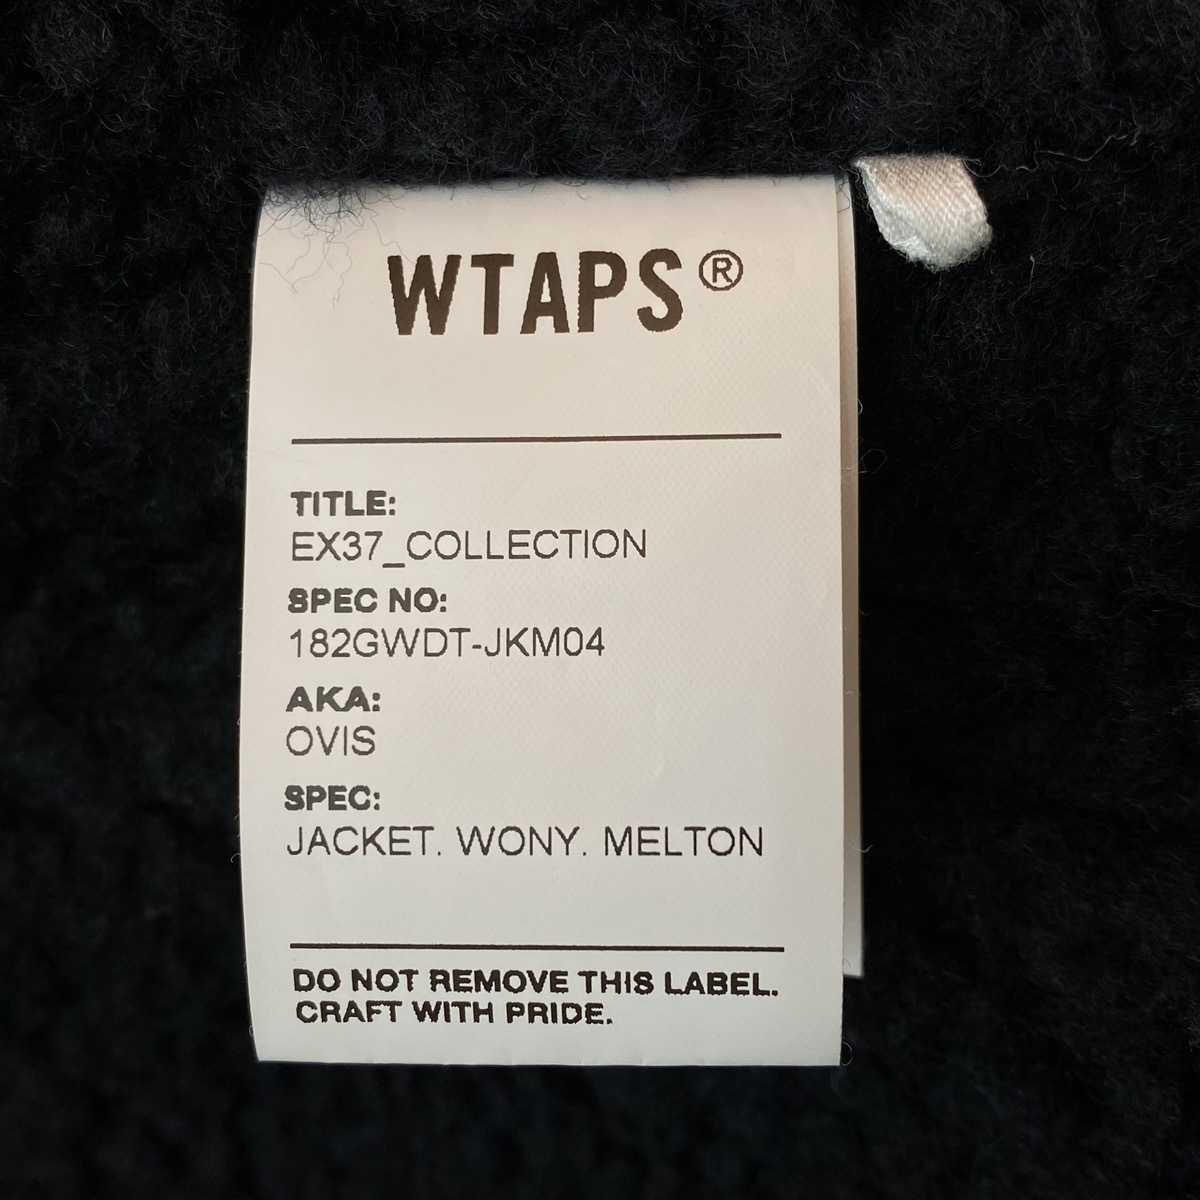 WTAPS®
TITLE:
EX37_COLLECTION
SPEC NO:
182GWDT-JKM04
AKA:
OVIS
SPEC:
JACKET. WONY. MELTON
DO NOT REMOVE THIS LABEL.
CRAFT WITH PRIDE.